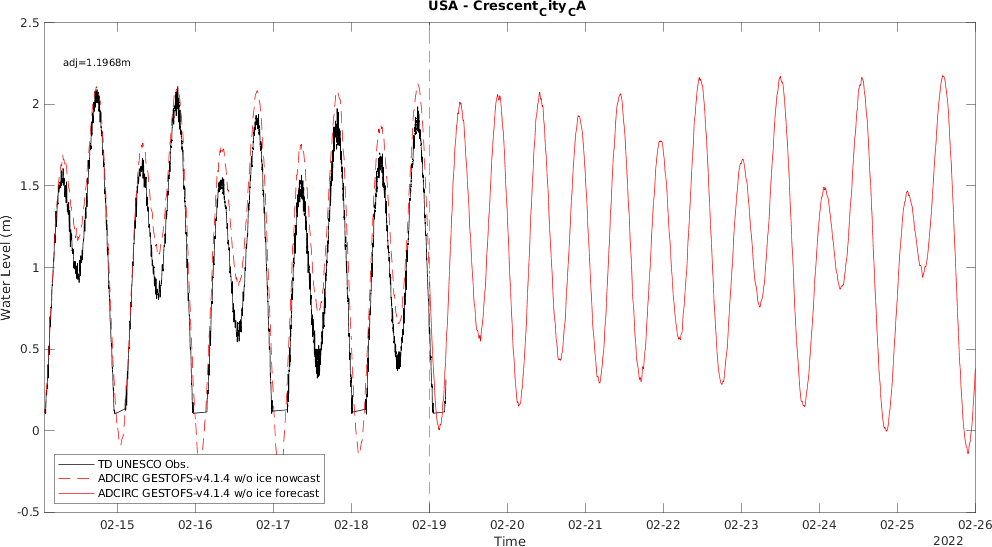 USA - Crescent_City_CA
2.5
adj=1.1968m
2
1.5
1
0.5
0
-0.5
Water Level (m)
TD UNESCO Obs.
ADCIRC GESTOFS-v4.1.4 w/o ice nowcast
ADCIRC GESTOFS-v4.1.4 w/o ice forecast
02-15 02-16 02-17 02-18 02-19 02-20 02-21 02-22 02-23 02-24 02-25 02-26
Time
2022